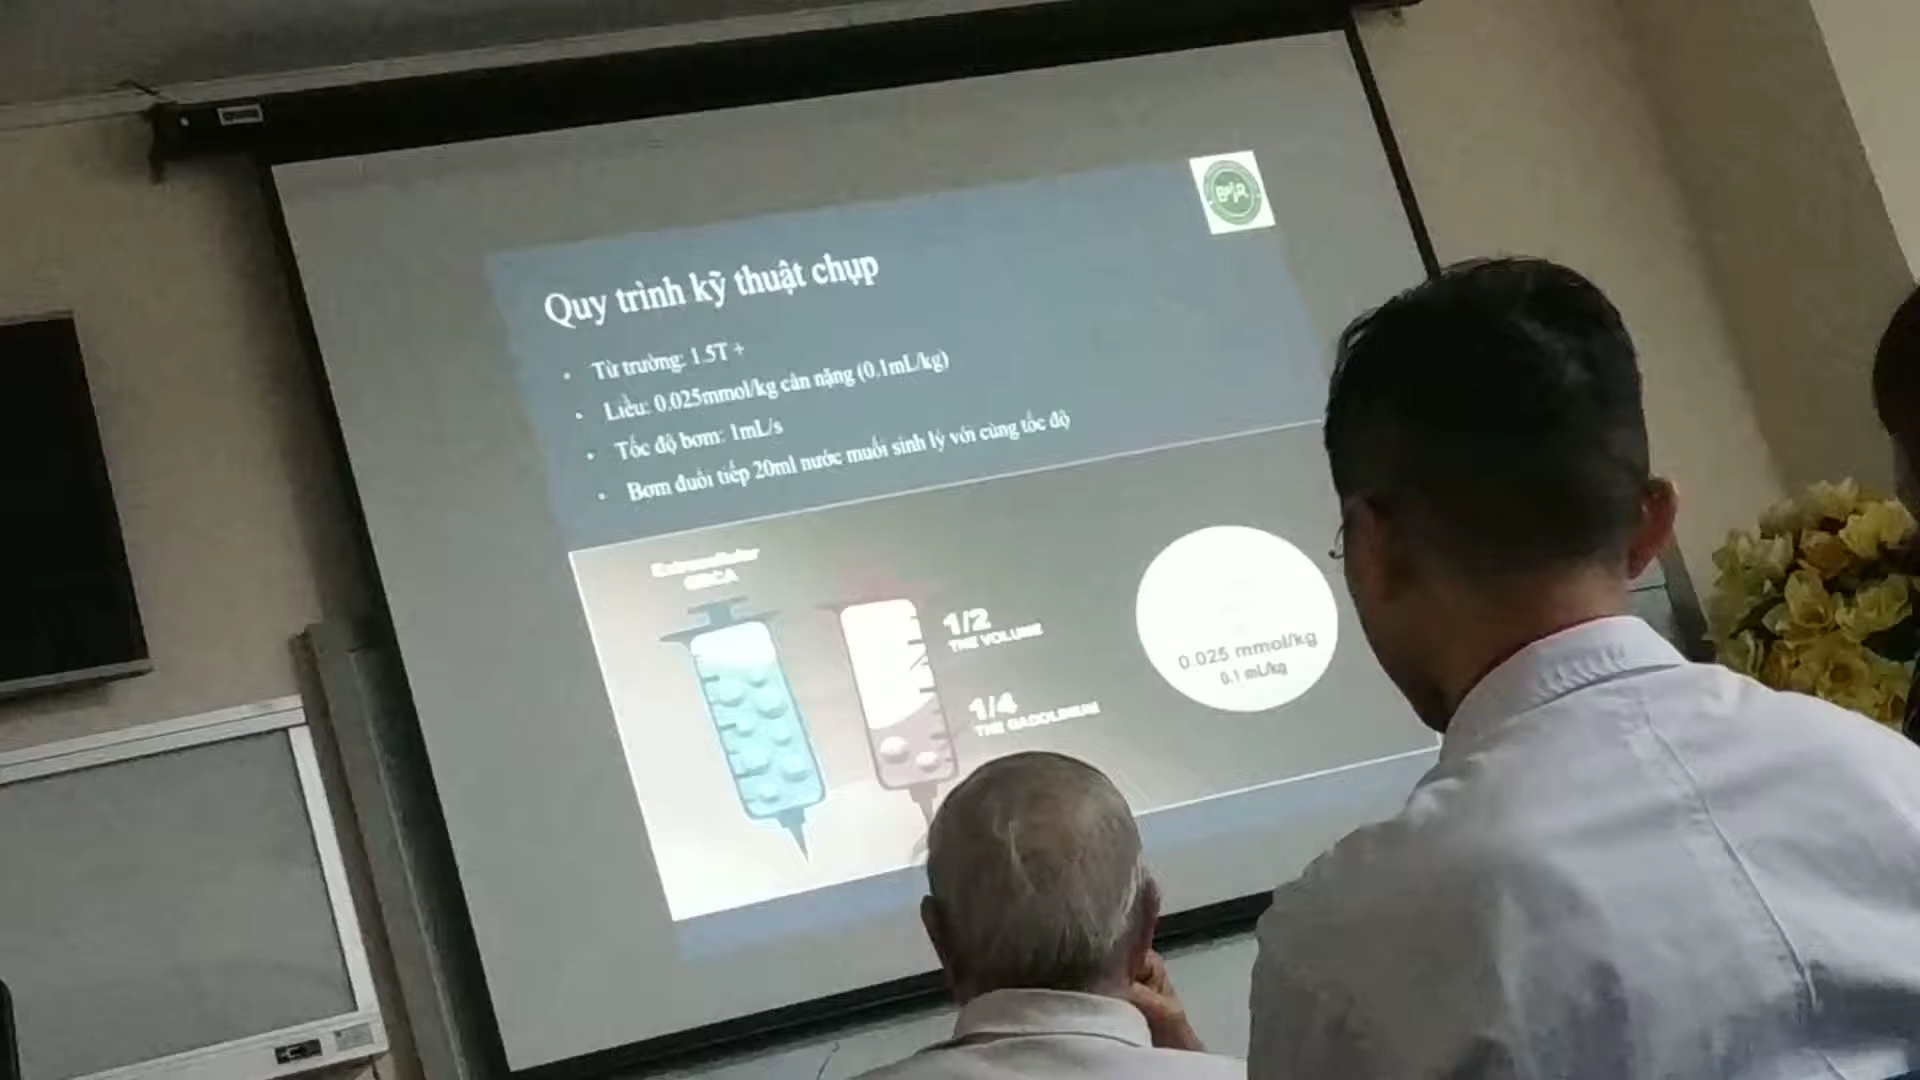 Quy trình kỹ thuật chụp
• Từ trường: 1.5T +
• Liều: 0.025mmol/kg cân nặng (0.1mL/kg)
• Tốc độ bơm: 1mL/s
• Bơm đuổi tiếp 20ml nước muối sinh lý với cùng tốc độ
Extracellular
GBCA
1/2
THE VOLUME
1/4
THE GADOLINIUM
0.025 mmol/kg
0.1 mL/kg